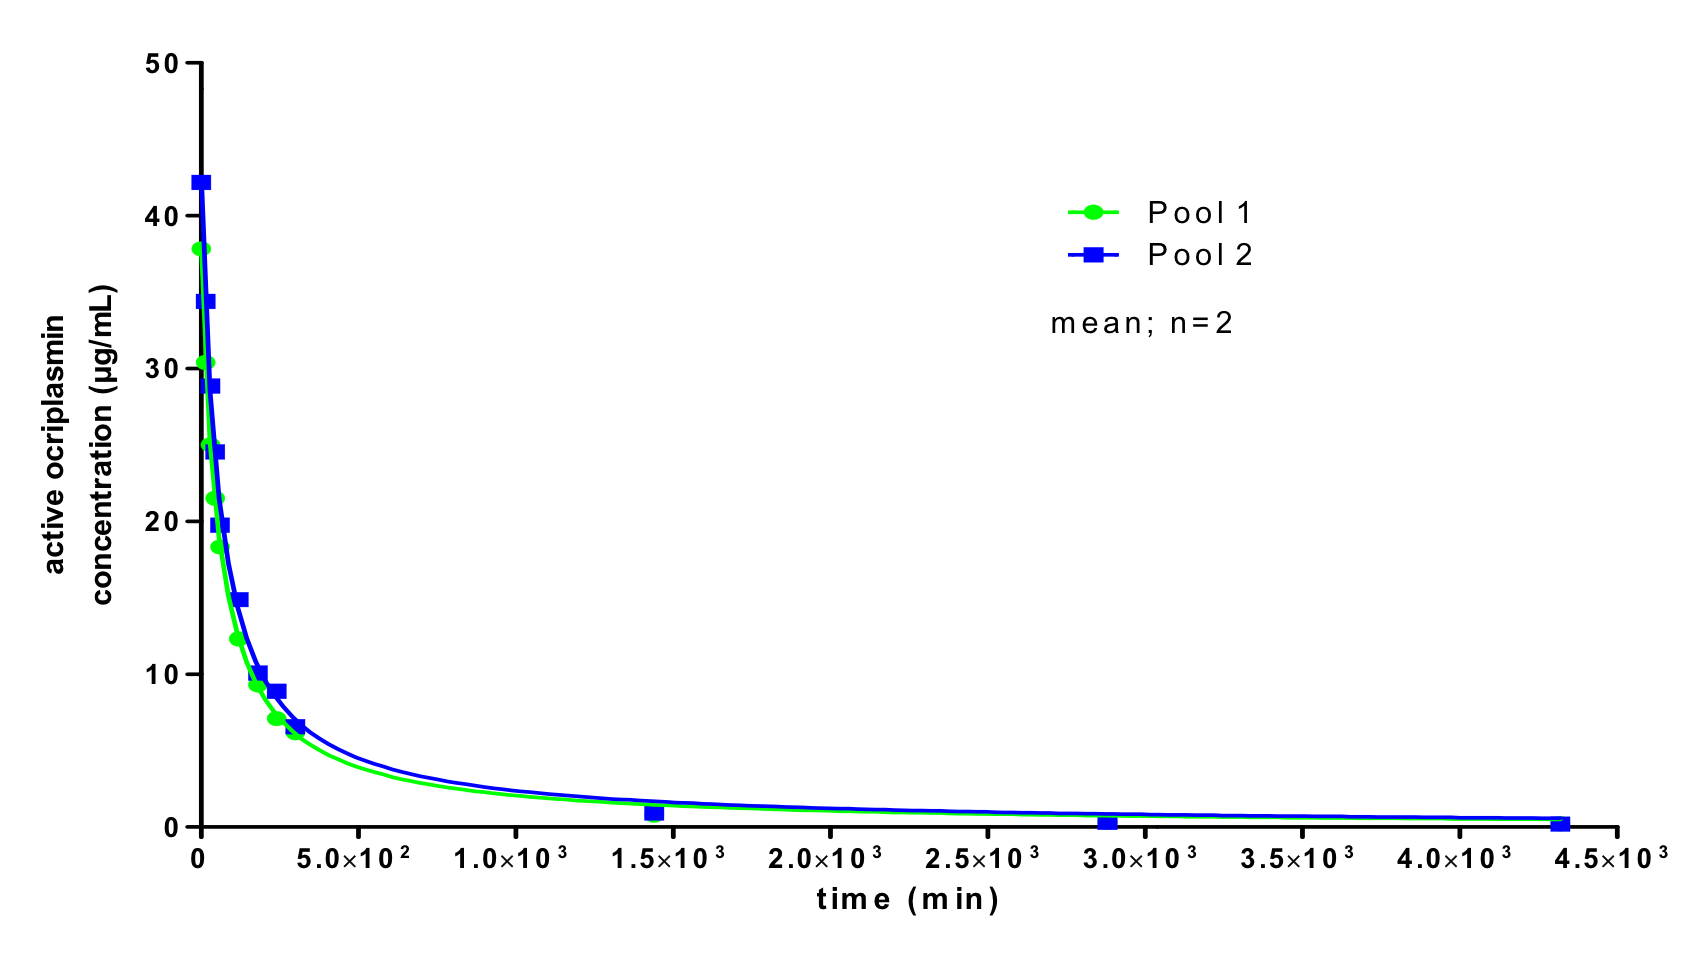 50
40
30
20
10
0
active ocriplasmin
concentration (µg/mL)
Pool 1
Pool 2
mean; n=2
0 5.0×10² 1.0×10³ 1.5×10³ 2.0×10³ 2.5×10³ 3.0×10³ 3.5×10³ 4.0×10³ 4.5×10³
time (min)